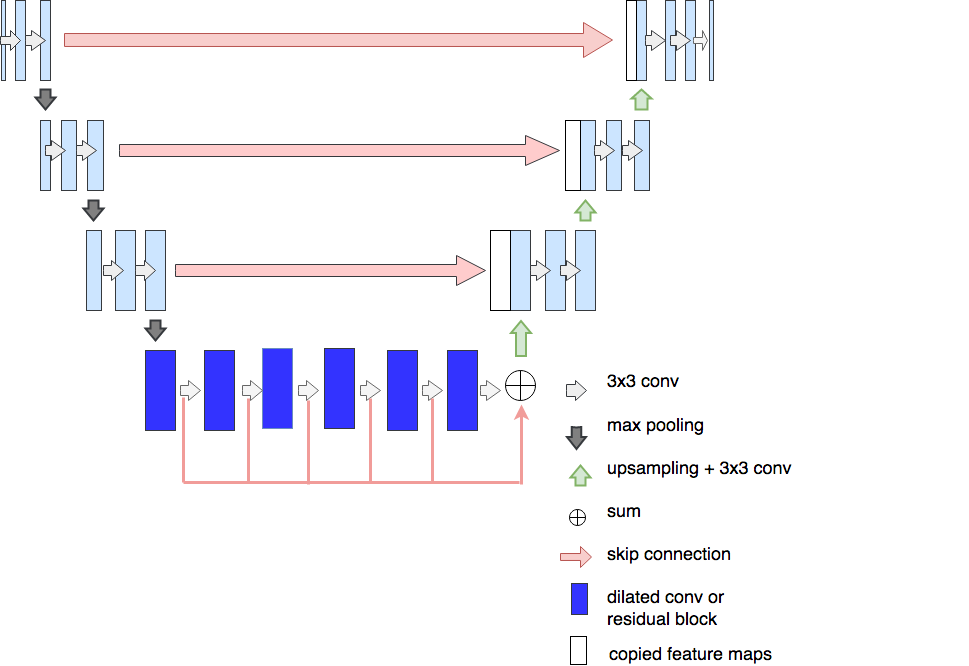 3x3 conv
max pooling
upsampling + 3x3 conv
sum
skip connection
dilated conv or
residual block
copied feature maps